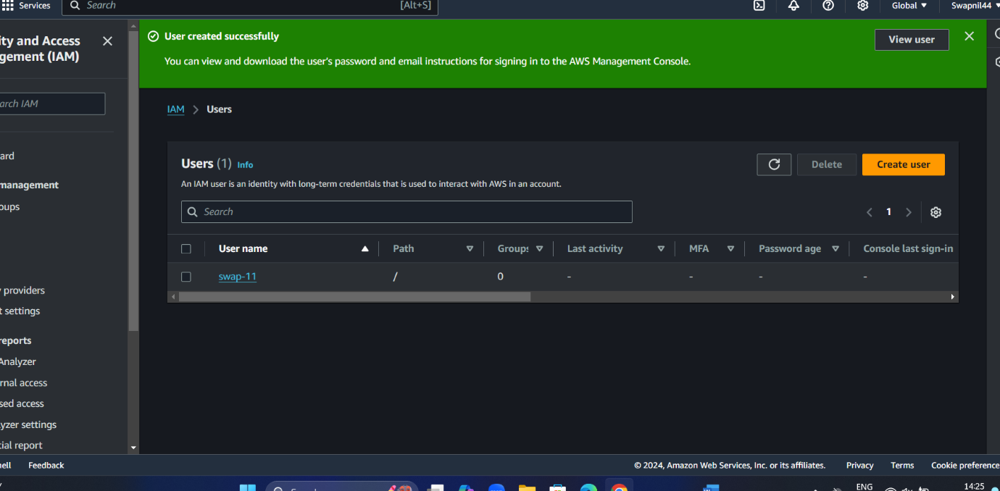 Services Search [Alt+S] Global Swapnil44
ity and Access
gement (IAM)
arch IAM
ard
management
oups
y providers
t settings
reports
Analyzer
rnal access
sed access
yzer settings
cial report
User created successfully
You can view and download the user's password and email instructions for signing in to the AWS Management Console.
View user
IAM > Users
Users (1) Info
Delete
Create user
An IAM user is an identity with long-term credentials that is used to interact with AWS in an account.
Search
1
User name Path Groups Last activity MFA Password age Console last sign-in
swap-11 / 0 - - - -
hell Feedback © 2024, Amazon Web Services, Inc. or its affiliates. Privacy Terms Cookie preference
ENG 14:25